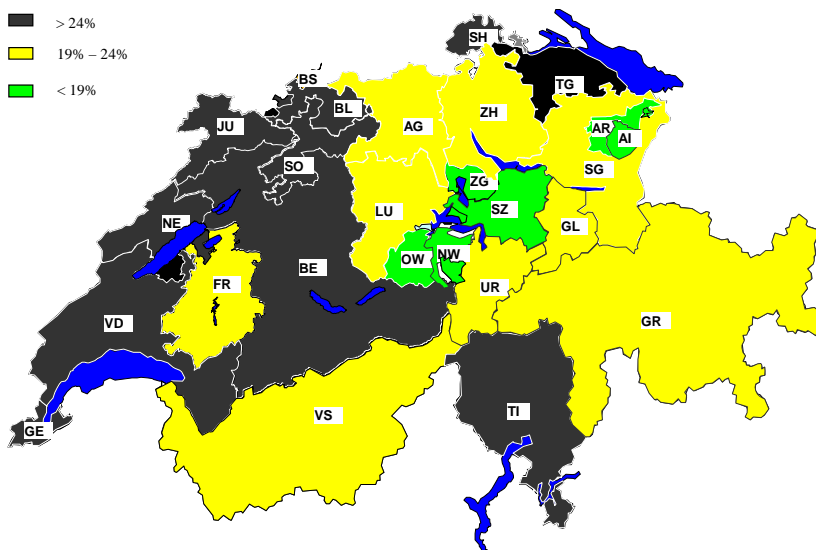 > 24%
19% – 24%
< 19%
SH
BS
TG
BL
ZH
JU
AG
AR
AI
SO
SG
ZG
LU
SZ
NE
GL
OW
NW
BE
FR
UR
VD
GR
TI
VS
GE